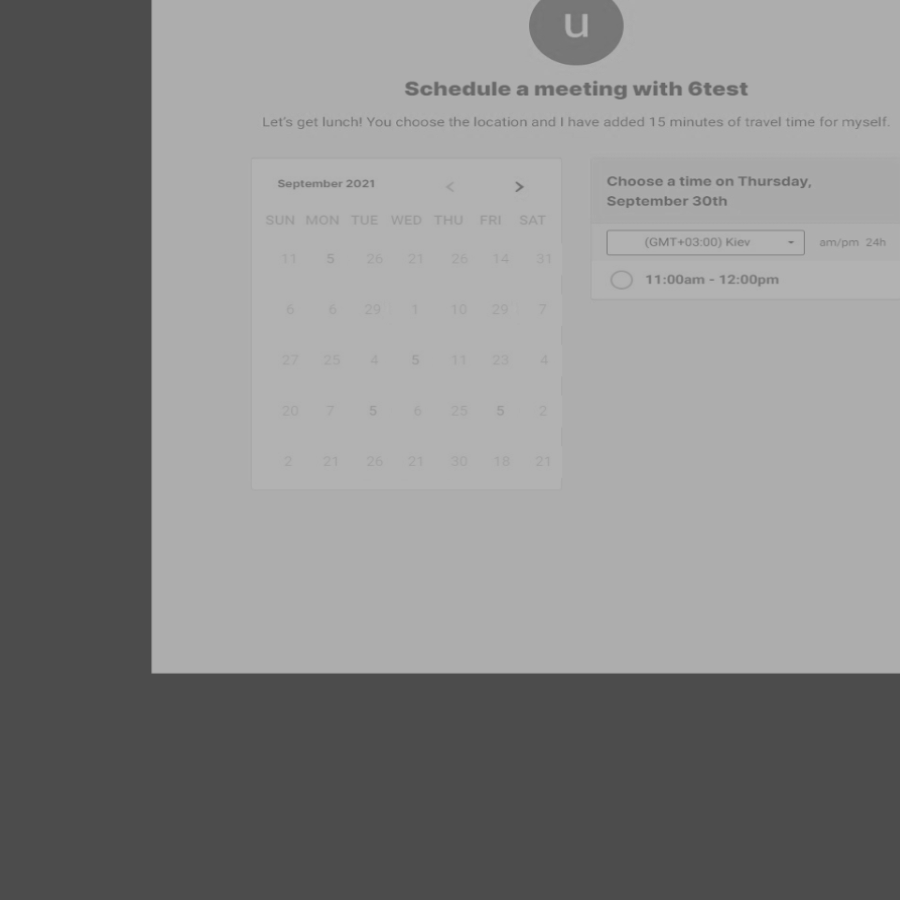 u
Schedule a meeting with 6test
Let's get lunch! You choose the location and I have added 15 minutes of travel time for myself.
September 2021 < >
SUN MON TUE WED THU FRI SAT
11 5 26 21 26 14 31
6 6 29 1 10 29 7
27 25 4 5 11 23 4
20 7 5 6 25 5 2
2 21 26 21 30 18 21
Choose a time on Thursday,
September 30th
(GMT+03:00) Kiev am/pm 24h
11:00am - 12:00pm